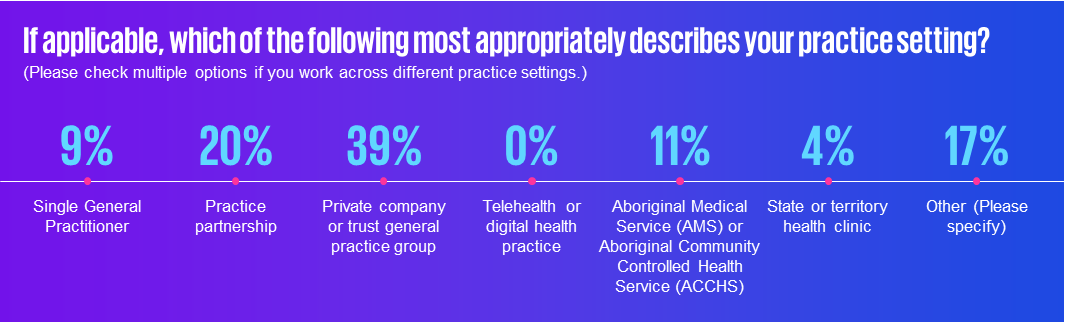 If applicable, which of the following most appropriately describes your practice setting?
(Please check multiple options if you work across different practice settings.)
9%
Single General
Practitioner
20%
Practice
partnership
39%
Private company
or trust general
practice group
0%
Telehealth or
digital health
practice
11%
Aboriginal Medical
Service (AMS) or
Aboriginal Community
Controlled Health
Service (ACCHS)
4%
State or territory
health clinic
17%
Other (Please
specify)